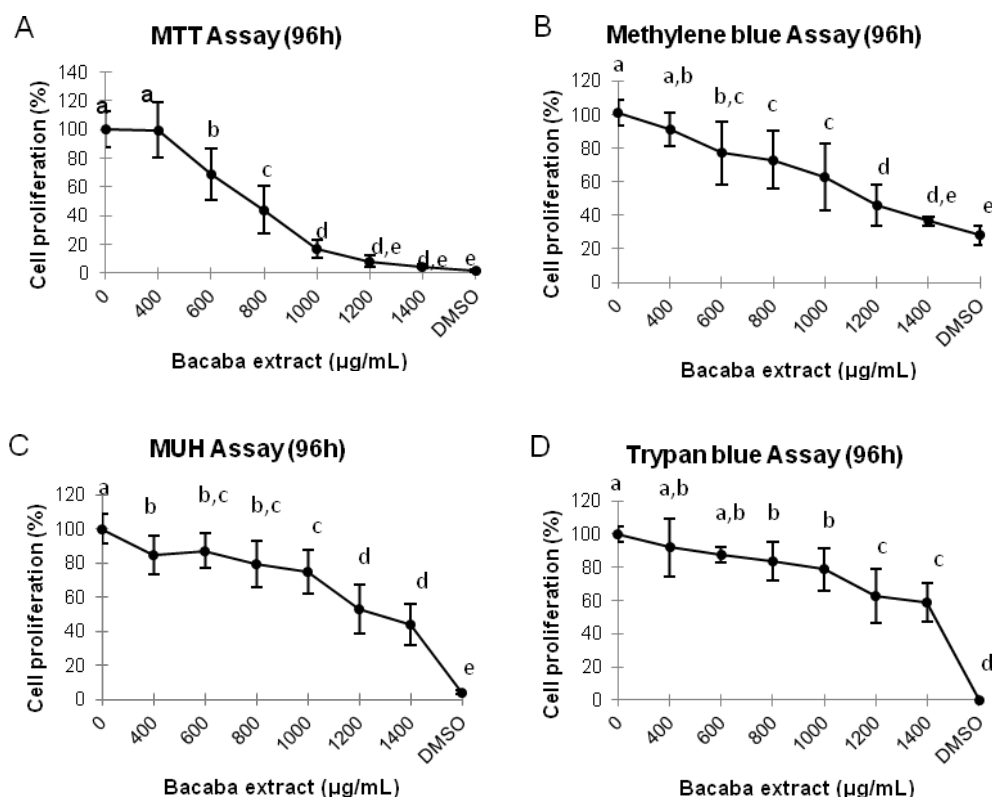 A
MTT Assay (96h)
Cell proliferation (%)
140
120
100
80
60
40
20
0
a
a
b
c
d
d,e
d,e
e
0
400
600
800
1000
1200
1400
DMSO
Bacaba extract (µg/mL)
B
Methylene blue Assay (96h)
Cell proliferation (%)
120
100
80
60
40
20
0
a
a,b
b,c
c
c
d
d,e
e
0
400
600
800
1000
1200
1400
DMSO
Bacaba extract (µg/mL)
C
MUH Assay (96h)
Cell proliferation (%)
120
100
80
60
40
20
0
a
b
b,c
b,c
c
d
d
e
0
400
600
800
1000
1200
1400
DMSO
Bacaba extract (µg/mL)
D
Trypan blue Assay (96h)
Cell proliferation (%)
120
100
80
60
40
20
0
a
a,b
a,b
b
b
c
c
d
0
400
600
800
1000
1200
1400
DMSO
Bacaba extract (µg/mL)